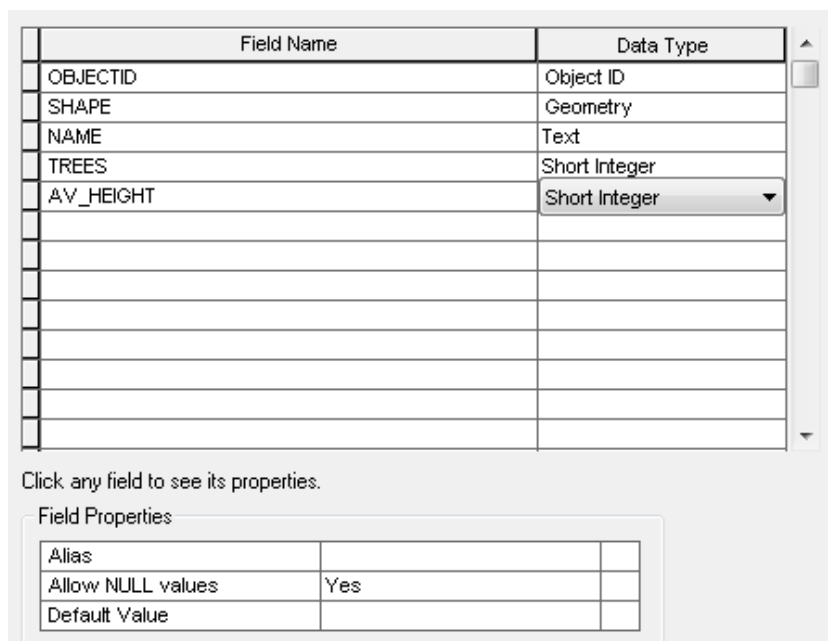 Field Name Data Type
OBJECTID Object ID
SHAPE Geometry
NAME Text
TREES Short Integer
AV_HEIGHT Short Integer
Click any field to see its properties.
Field Properties
Alias
Allow NULL values Yes
Default Value